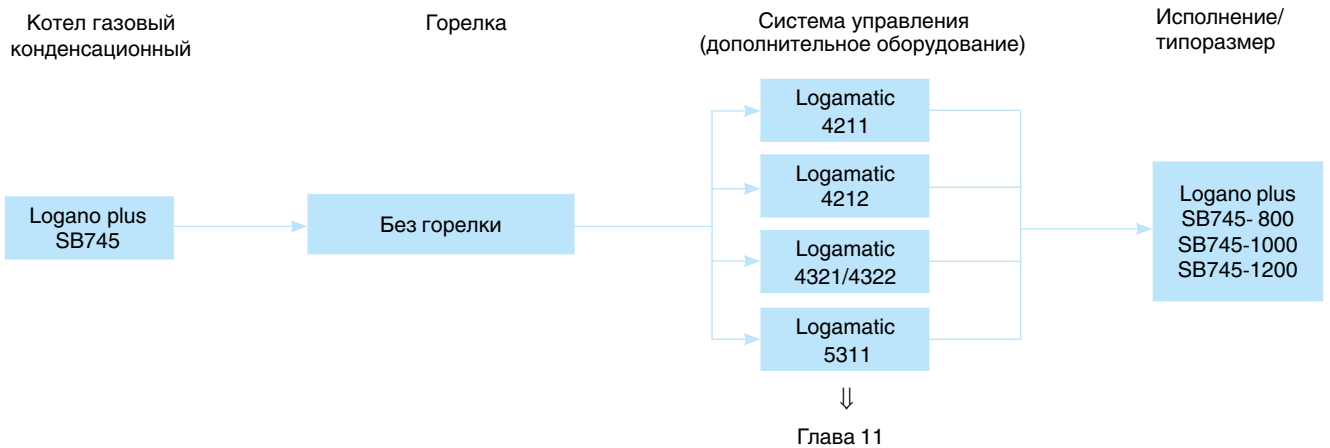 Котел газовый
конденсационный
Горелка
Система управления
(дополнительное оборудование)
Исполнение/
типоразмер
Logano plus
SB745
Без горелки
Logamatic
4211
Logamatic
4212
Logamatic
4321/4322
Logamatic
5311
⇓
Глава 11
Logano plus
SB745- 800
SB745-1000
SB745-1200